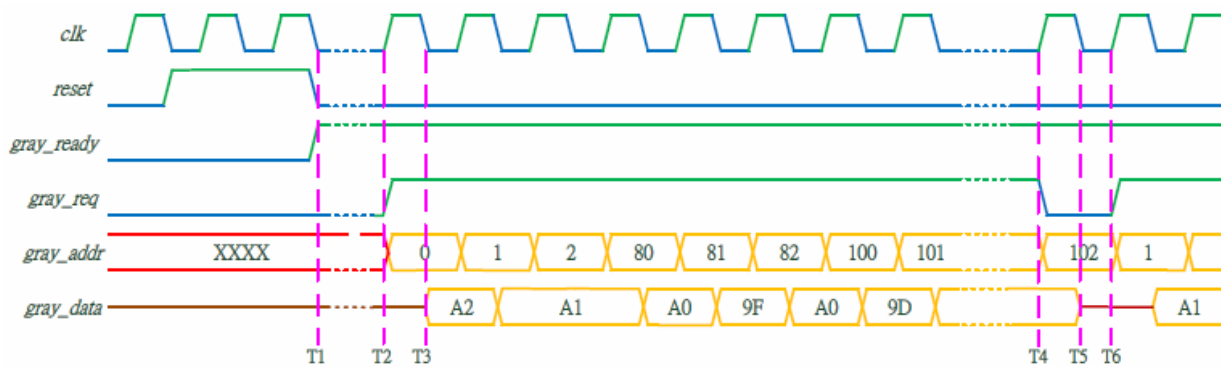 clk
reset
gray_ready
gray_req
gray_addr XXXX 0 1 2 80 81 82 100 101 102 1
gray_data A2 A1 A0 9F A0 9D A1
T1 T2 T3 T4 T5 T6